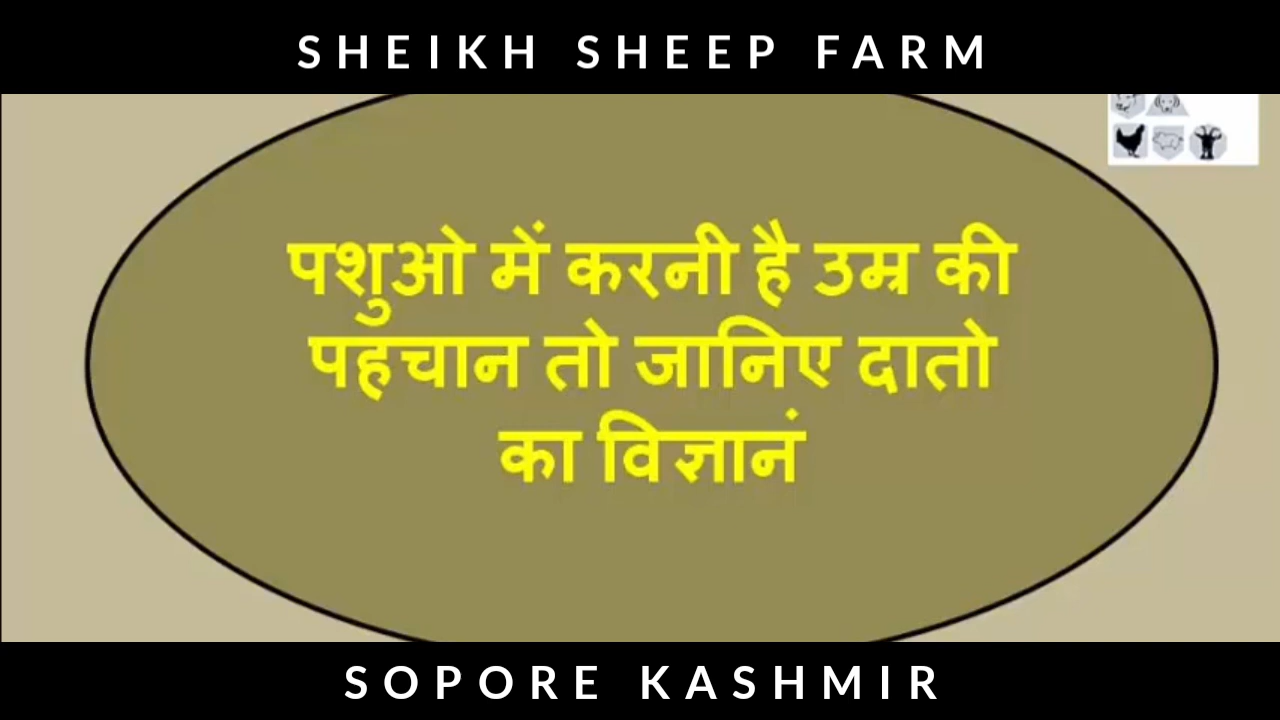 SHEIKH SHEEP FARM
पशुओ में करनी है उम्र की
पहचान तो जानिए दातो
का विज्ञानं
SOPORE KASHMIR